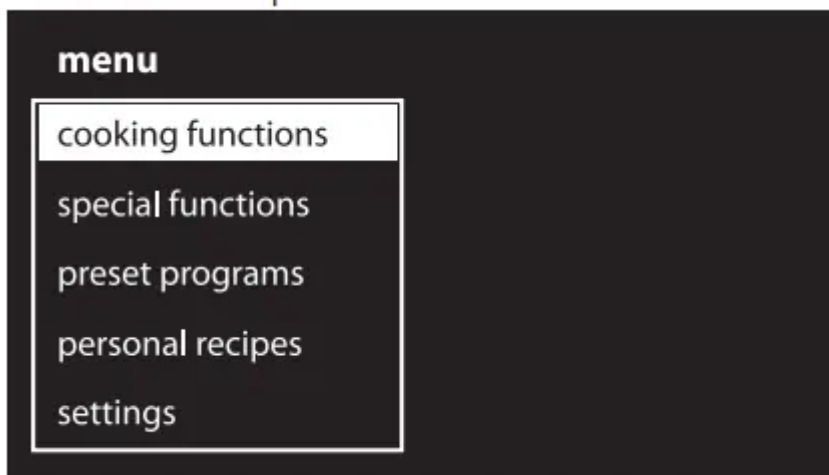 menu
cooking functions
special functions
preset programs
personal recipes
settings